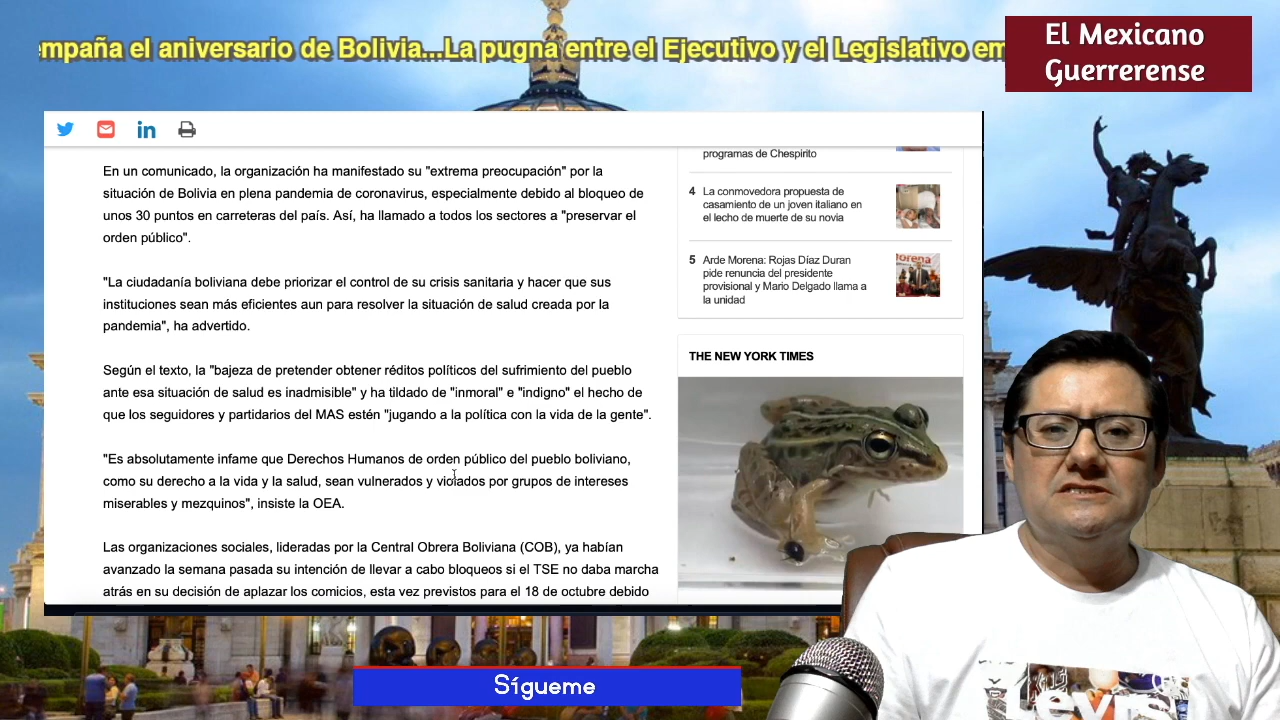 empaña el aniversario de Bolivia...La pugna entre el Ejecutivo y el Legislativo em
El Mexicano
Guerrerense
En un comunicado, la organización ha manifestado su "extrema preocupación" por la
situación de Bolivia en plena pandemia de coronavirus, especialmente debido al bloqueo de
unos 30 puntos en carreteras del país. Así, ha llamado a todos los sectores a "preservar el
orden público".
"La ciudadanía boliviana debe priorizar el control de su crisis sanitaria y hacer que sus
instituciones sean más eficientes aun para resolver la situación de salud creada por la
pandemia", ha advertido.
Según el texto, la "bajeza de pretender obtener réditos políticos del sufrimiento del pueblo
ante esa situación de salud es inadmisible" y ha tildado de "inmoral" e "indigno" el hecho de
que los seguidores y partidarios del MAS estén "jugando a la política con la vida de la gente".
"Es absolutamente infame que Derechos Humanos de orden público del pueblo boliviano,
como su derecho a la vida y la salud, sean vulnerados y violados por grupos de intereses
miserables y mezquinos", insiste la OEA.
Las organizaciones sociales, lideradas por la Central Obrera Boliviana (COB), ya habían
avanzado la semana pasada su intención de llevar a cabo bloqueos si el TSE no daba marcha
atrás en su decisión de aplazar los comicios, esta vez previstos para el 18 de octubre debido
programas de Chespirito
4 La conmovedora propuesta de
casamiento de un joven italiano en
el lecho de muerte de su novia
5 Arde Morena: Rojas Díaz Duran
pide renuncia del presidente
provisional y Mario Delgado llama a
la unidad
THE NEW YORK TIMES
Sígueme